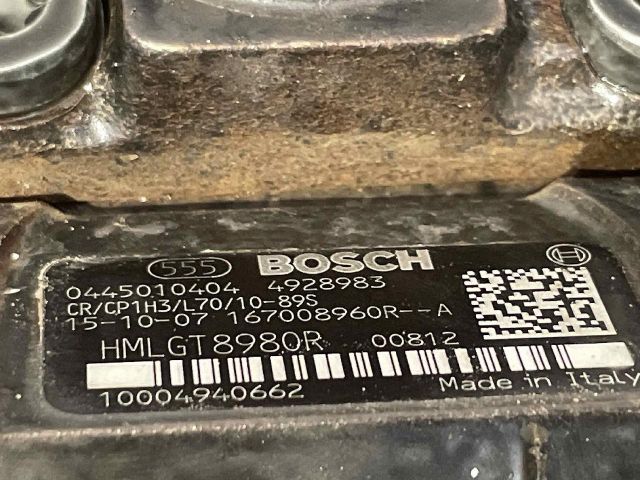 555 BOSCH
0445010404 4928983
CR/CP1H3/L70/10-89S
15-10-07 167008960R--A
HMLGT8980R 00812
10004940662 Made in Italy